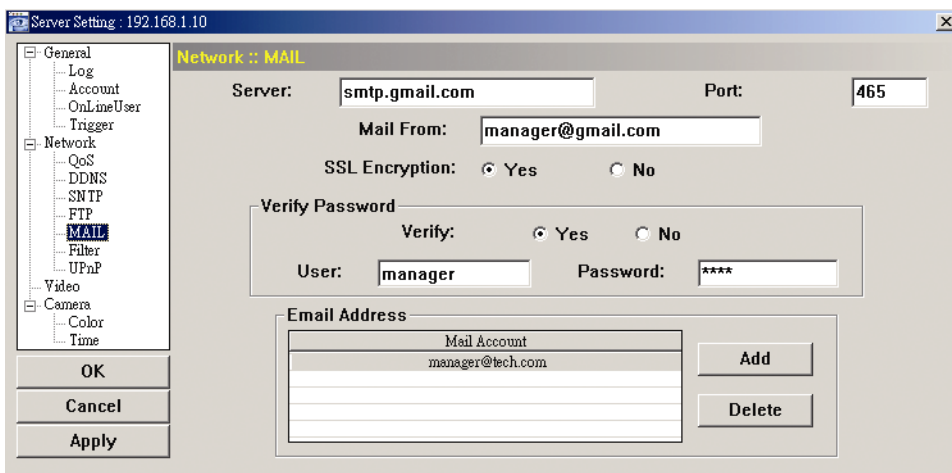 Server Setting : 192.168.1.10
General
Log
Account
OnLineUser
Trigger
Network
QoS
DDNS
SNTP
FTP
MAIL
Filter
UPnP
Video
Camera
Color
Time
OK
Cancel
Apply
Network :: MAIL
Server: smtp.gmail.com Port: 465
Mail From: manager@gmail.com
SSL Encryption: Yes No
Verify Password
Verify: Yes No
User: manager Password: ****
Email Address
Mail Account
manager@tech.com
Add
Delete